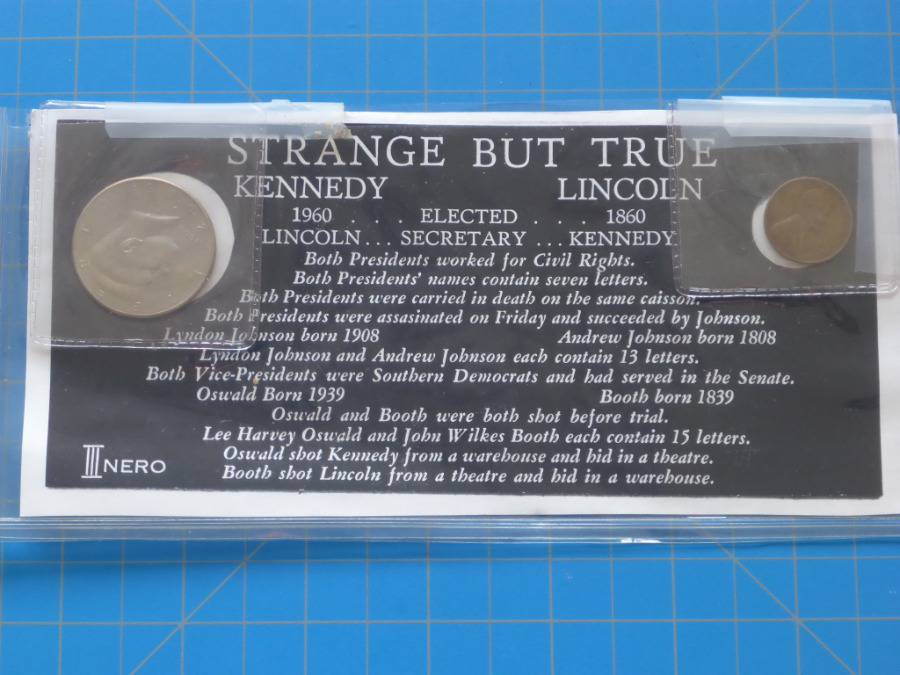 STRANGE BUT TRUE
KENNEDY LINCOLN
1960 . . . ELECTED . . . 1860
LINCOLN... SECRETARY ... KENNEDY
Both Presidents worked for Civil Rights.
Both Presidents' names contain seven letters.
Both Presidents were carried in death on the same caisson.
Both Presidents were assasinated on Friday and succeeded by Johnson.
Lyndon Johnson born 1908 Andrew Johnson born 1808
Lyndon Johnson and Andrew Johnson each contain 13 letters.
Both Vice-Presidents were Southern Democrats and had served in the Senate.
Oswald Born 1939 Booth born 1839
Oswald and Booth were both shot before trial.
Lee Harvey Oswald and John Wilkes Booth each contain 15 letters.
Oswald shot Kennedy from a warehouse and hid in a theatre.
Booth shot Lincoln from a theatre and hid in a warehouse.
NERO